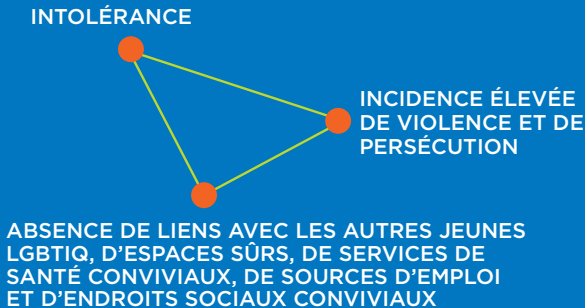 INTOLÉRANCE
INCIDENCE ÉLEVÉE
DE VIOLENCE ET DE
PERSÉCUTION
ABSENCE DE LIENS AVEC LES AUTRES JEUNES
LGBTIQ, D'ESPACES SÛRS, DE SERVICES DE
SANTÉ CONVIVIAUX, DE SOURCES D'EMPLOI
ET D'ENDROITS SOCIAUX CONVIVIAUX